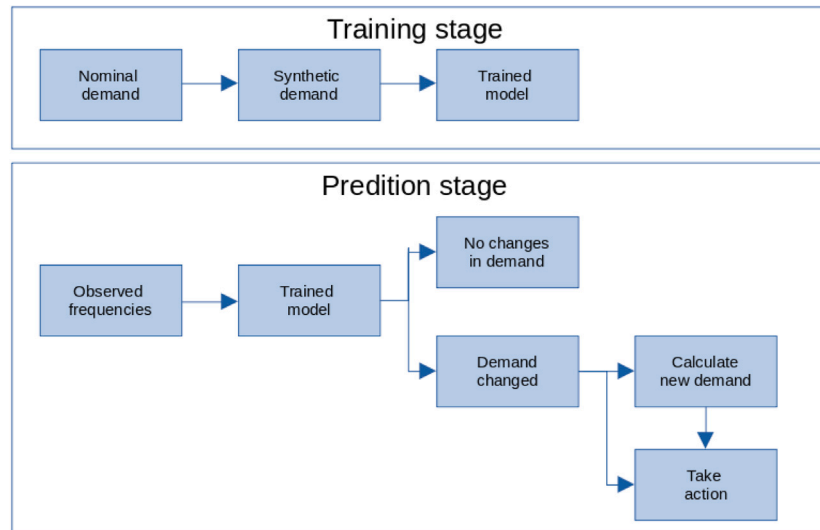 Training stage
Nominal
demand
Synthetic
demand
Trained
model
Predition stage
Observed
frequencies
Trained
model
No changes
in demand
Demand
changed
Calculate
new demand
Take
action